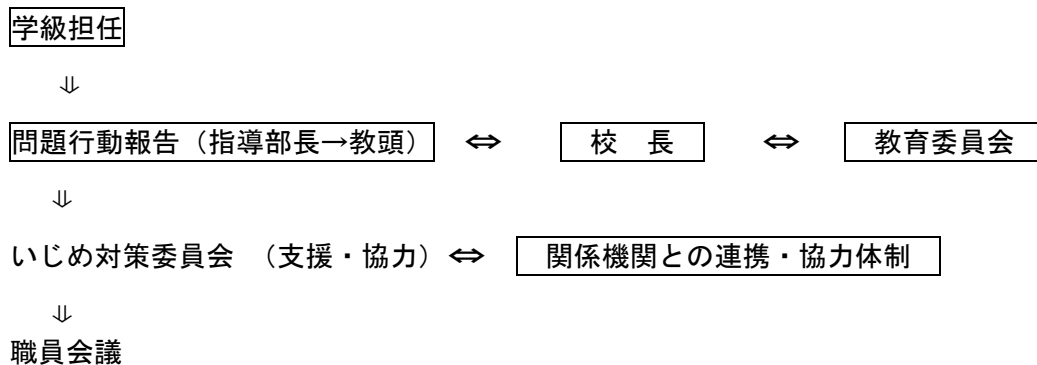 学級担任
⇓
問題行動報告（指導部長→教頭） ⇔ 校　長 ⇔ 教育委員会
⇓
いじめ対策委員会　（支援・協力）⇔ 関係機関との連携・協力体制
⇓
職員会議